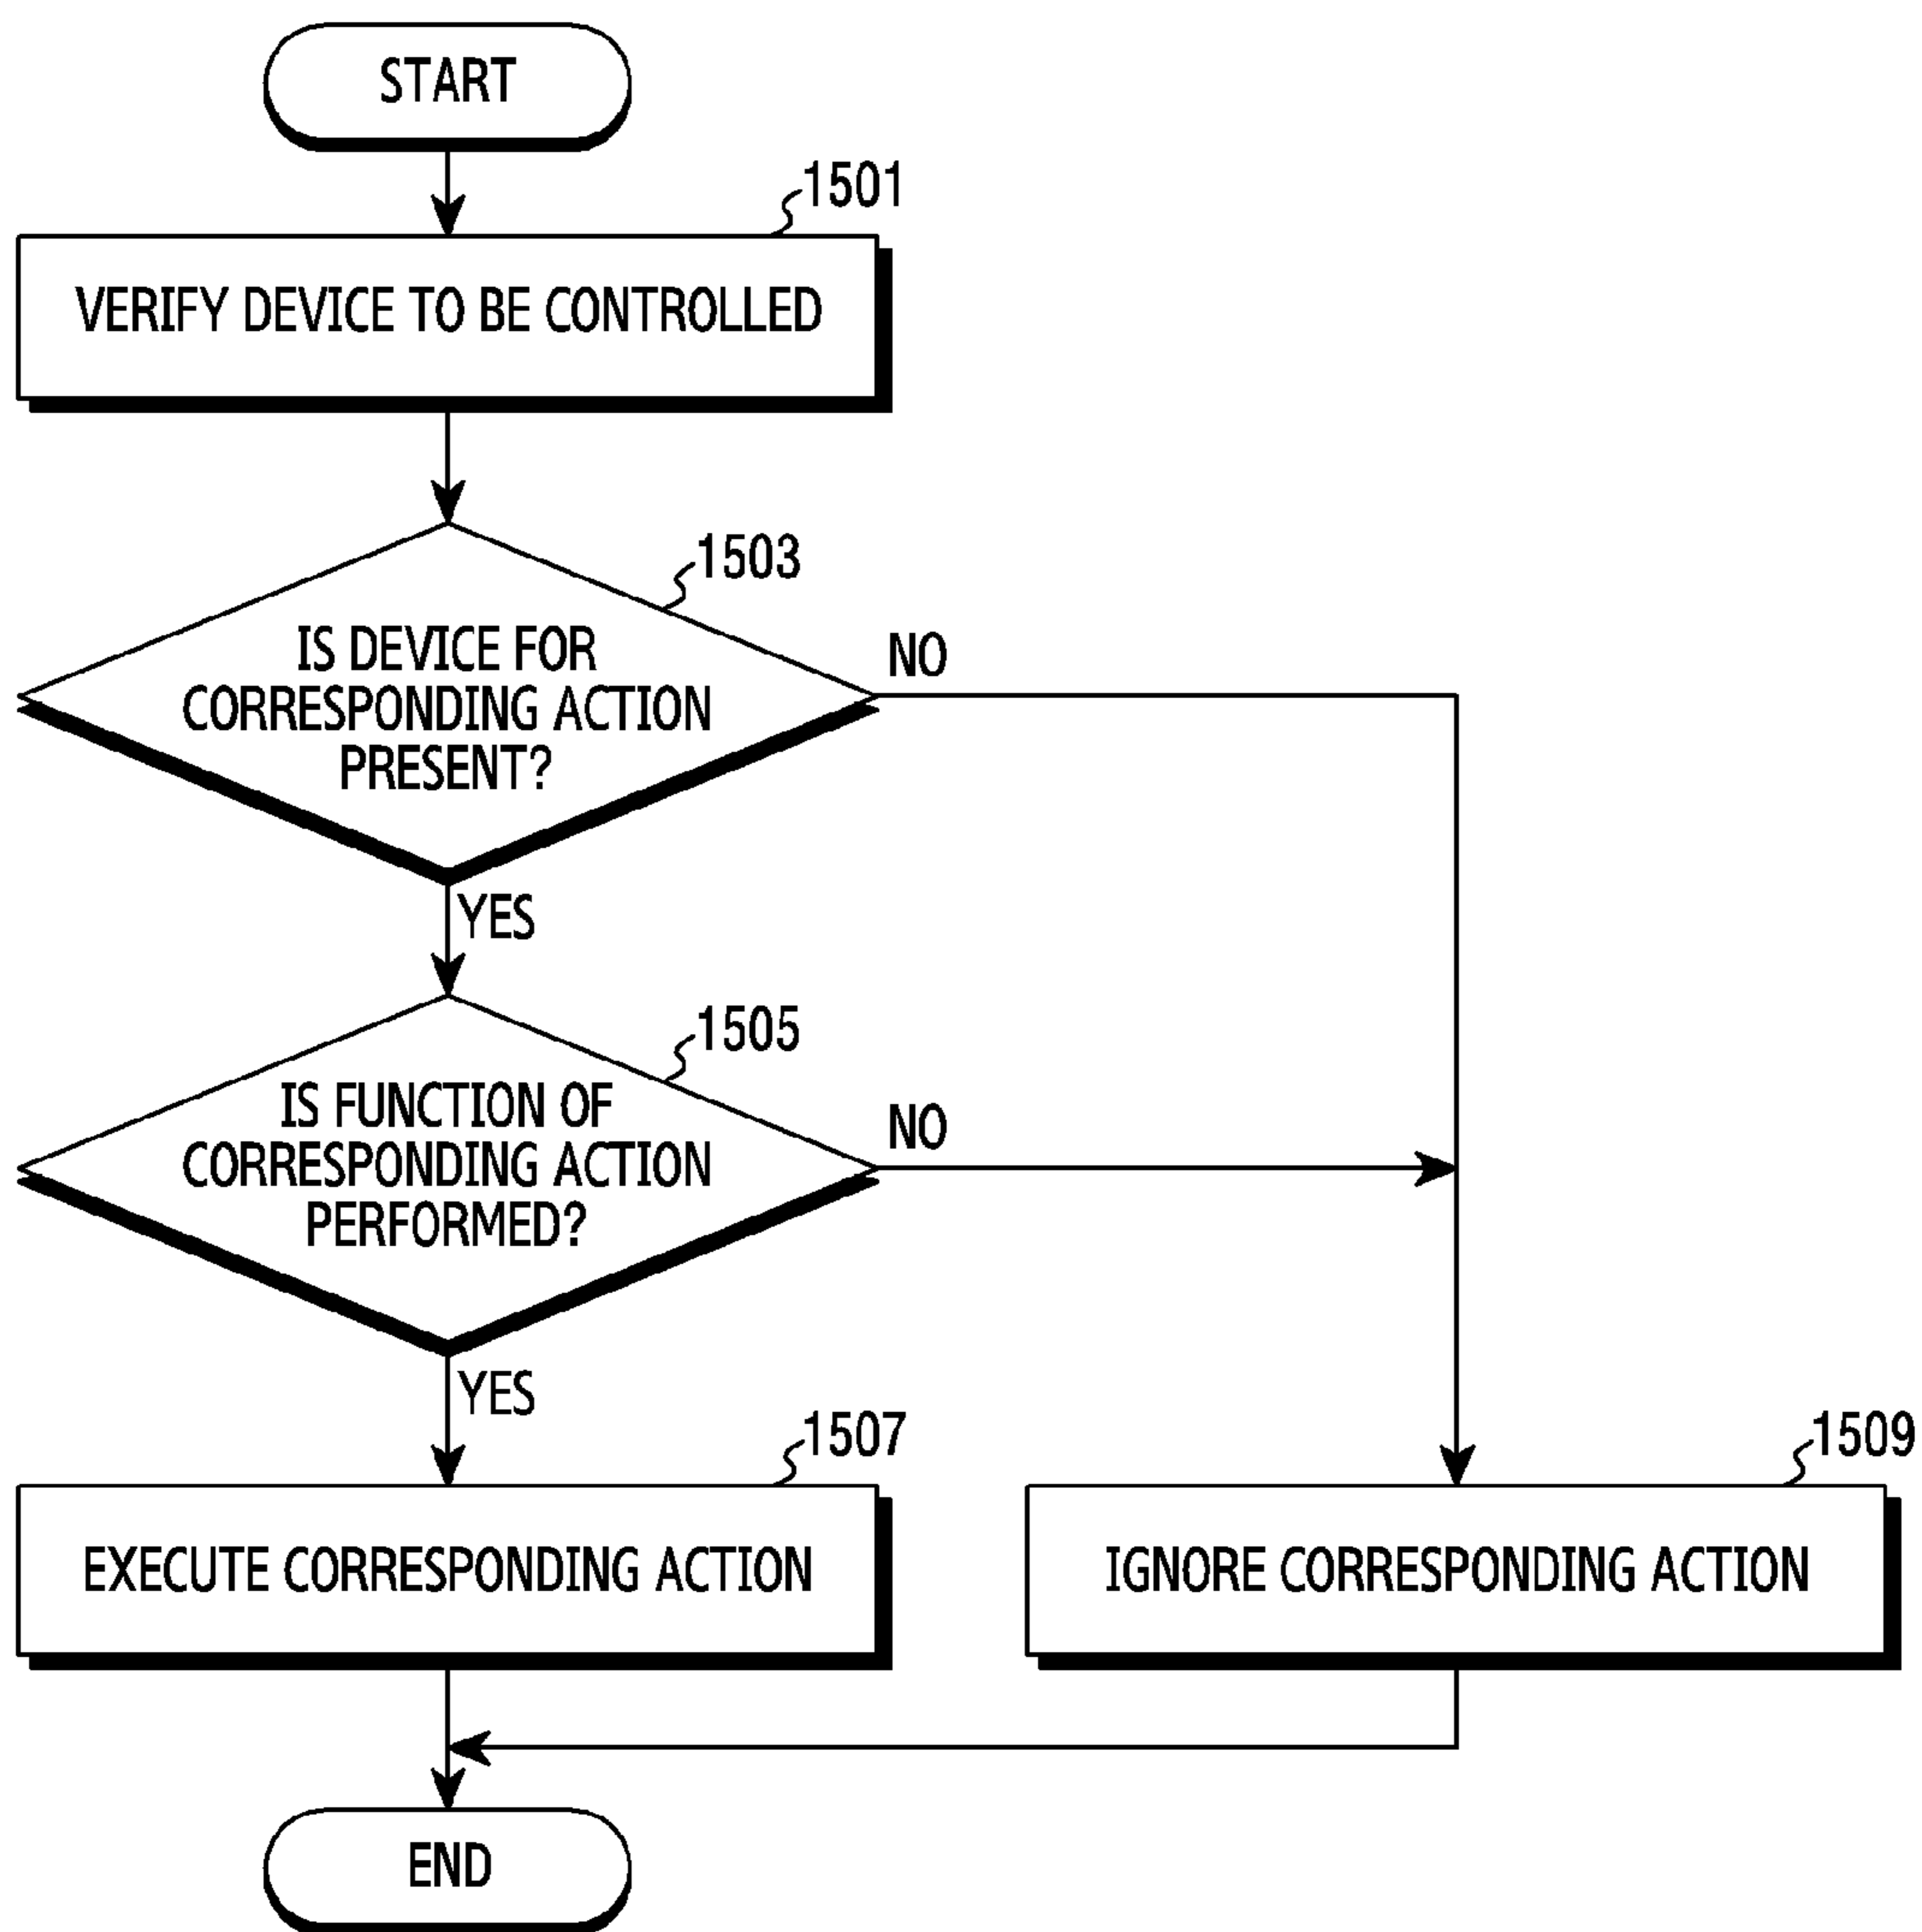 START
1501
VERIFY DEVICE TO BE CONTROLLED
1503
IS DEVICE FOR
CORRESPONDING ACTION
PRESENT?
NO
YES
1505
IS FUNCTION OF
CORRESPONDING ACTION
PERFORMED?
NO
YES
1507
EXECUTE CORRESPONDING ACTION
1509
IGNORE CORRESPONDING ACTION
END